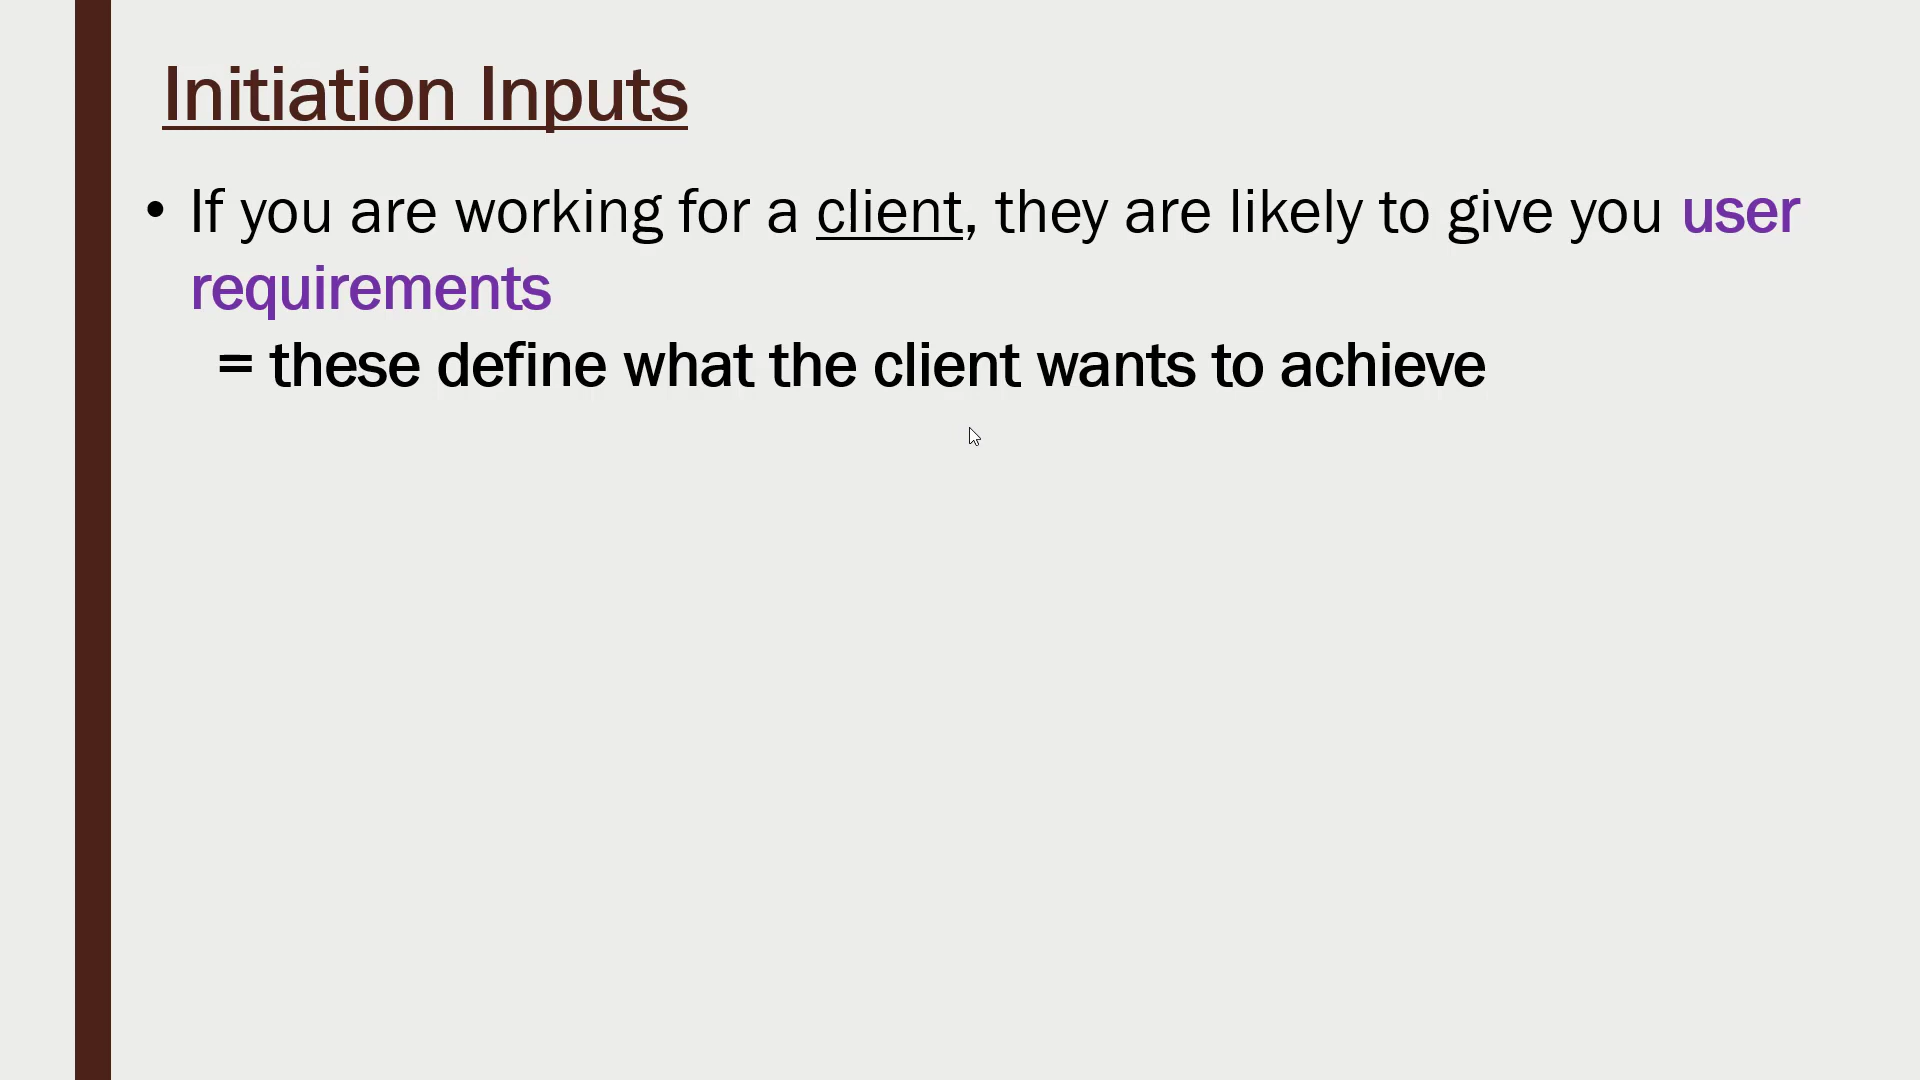 Initiation Inputs
• If you are working for a client, they are likely to give you user
requirements
= these define what the client wants to achieve